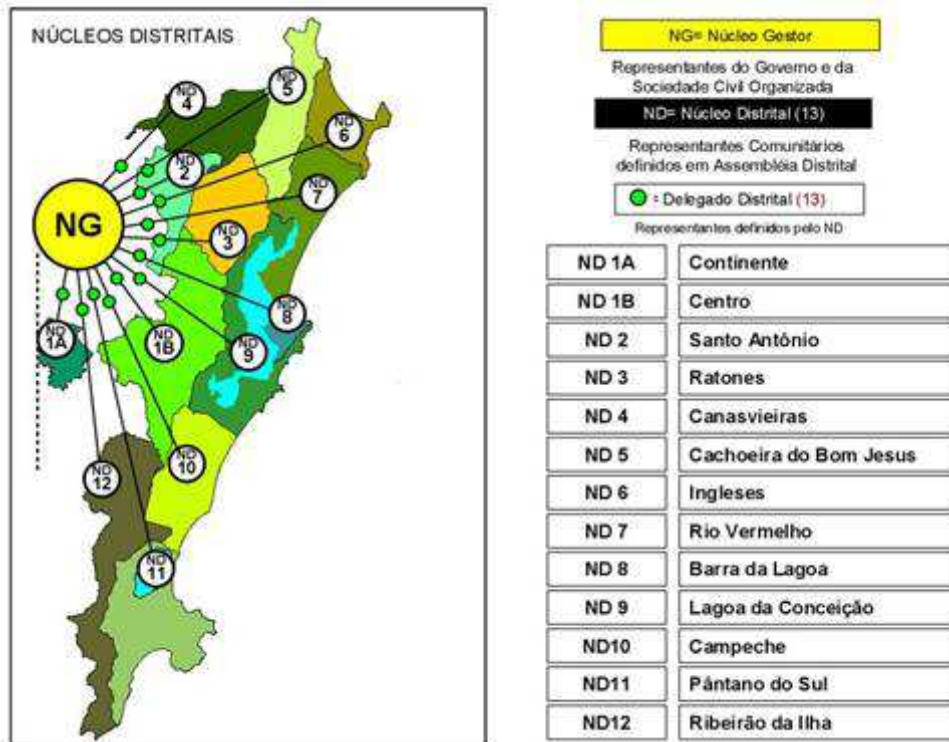 NÚCLEOS DISTRITAIS
ND 4
ND 5
ND 6
ND 2
ND 7
NG
ND 3
ND 8
ND 1A
ND 1B
ND 9
ND 10
ND 12
ND 11
NG= Núcleo Gestor
Representantes do Governo e da
Sociedade Civil Organizada
ND= Núcleo Distrital (13)
Representantes Comunitários
definidos em Assembléia Distrital
: Delegado Distrital (13)
Representantes definidos pelo ND
ND 1A Continente
ND 1B Centro
ND 2 Santo Antônio
ND 3 Ratones
ND 4 Canasvieiras
ND 5 Cachoeira do Bom Jesus
ND 6 Ingleses
ND 7 Rio Vermelho
ND 8 Barra da Lagoa
ND 9 Lagoa da Conceição
ND10 Campeche
ND11 Pântano do Sul
ND12 Ribeirão da Ilha